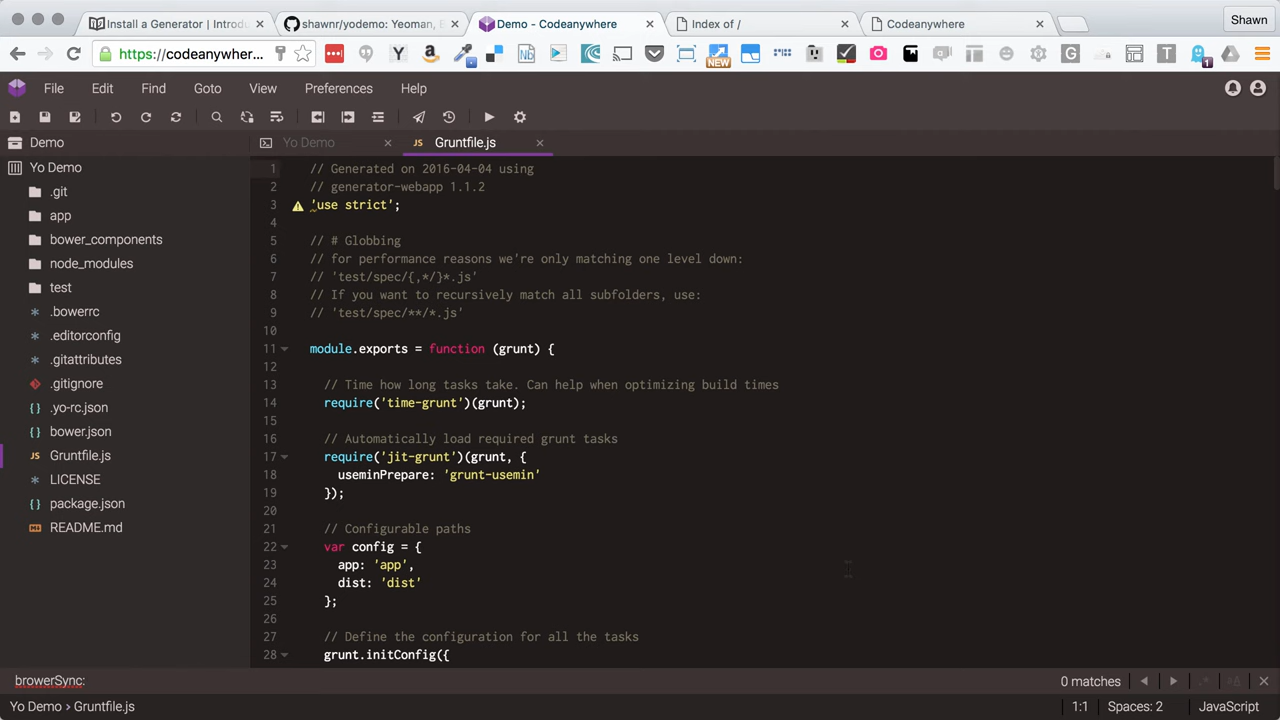 Install a Generator | Introdu
shawnr/yodemo: Yeoman, B
Demo - Codeanywhere
Index of /
Codeanywhere
Shawn
https://codeanywher...
NEW
1
File Edit Find Goto View Preferences Help
Demo
Yo Demo
.git
app
bower_components
node_modules
test
.bowerrc
.editorconfig
.gitattributes
.gitignore
.yo-rc.json
bower.json
JS Gruntfile.js
LICENSE
package.json
README.md
Yo Demo
JS Gruntfile.js
1 // Generated on 2016-04-04 using
2 // generator-webapp 1.1.2
3 'use strict';
4
5 // # Globbing
6 // for performance reasons we're only matching one level down:
7 // 'test/spec/{,*/}*.js'
8 // If you want to recursively match all subfolders, use:
9 // 'test/spec/**/*.js'
10
11 module.exports = function (grunt) {
12
13 // Time how long tasks take. Can help when optimizing build times
14 require('time-grunt')(grunt);
15
16 // Automatically load required grunt tasks
17 require('jit-grunt')(grunt, {
18 useminPrepare: 'grunt-usemin'
19 });
20
21 // Configurable paths
22 var config = {
23 app: 'app',
24 dist: 'dist'
25 };
26
27 // Define the configuration for all the tasks
28 grunt.initConfig({
browerSync:
0 matches
Yo Demo > Gruntfile.js
1:1 Spaces: 2 JavaScript